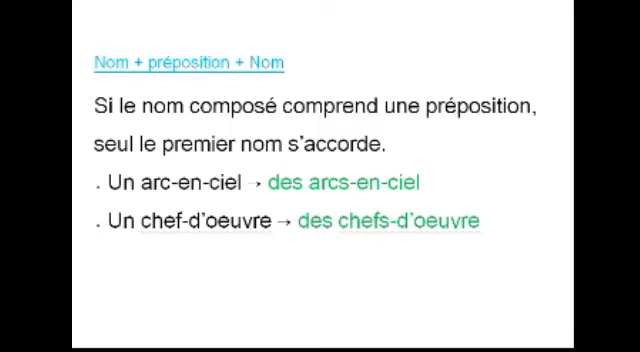 Nom + préposition + Nom
Si le nom composé comprend une préposition,
seul le premier nom s'accorde.
. Un arc-en-ciel → des arcs-en-ciel
. Un chef-d'oeuvre → des chefs-d'oeuvre